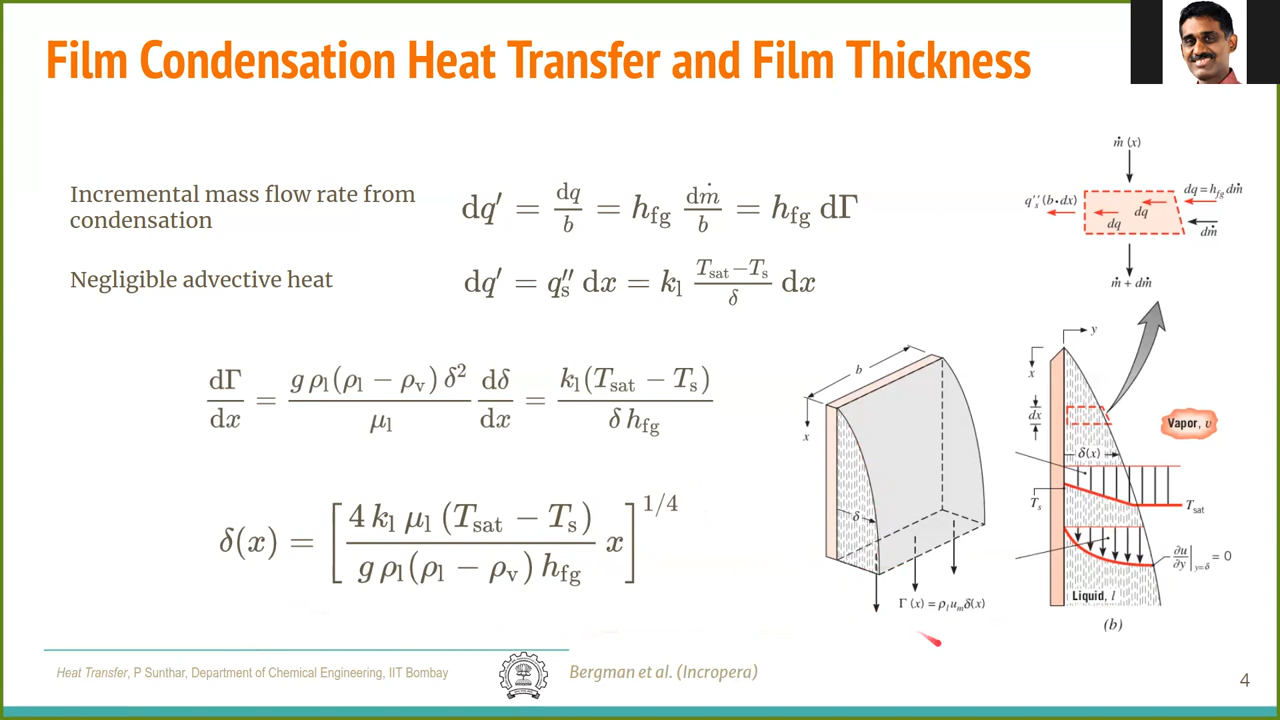 Film Condensation Heat Transfer and Film Thickness
Incremental mass flow rate from
condensation
dq′ = dq/b = h_fg dṁ/b = h_fg dΓ
Negligible advective heat
dq′ = q″_s dx = k_l (T_sat − T_s)/δ dx
dΓ/dx = g ρ_l(ρ_l − ρ_v) δ²/μ_l dδ/dx = k_l(T_sat − T_s)/(δ h_fg)
δ(x) = [4 k_l μ_l (T_sat − T_s)/(g ρ_l(ρ_l − ρ_v) h_fg) x]^1/4
ṁ (x)
dq = h_fg dṁ
q″_s (b • dx)
dq
dq
dṁ
ṁ + dṁ
b
x
δ
Γ (x) = ρ_l u_m δ(x)
y
x
dx
Vapor, v
δ(x)
T_s
T_sat
∂u/∂y|_y=δ = 0
Liquid, l
(b)
Heat Transfer, P Sunthar, Department of Chemical Engineering, IIT Bombay
Bergman et al. (Incropera)
4